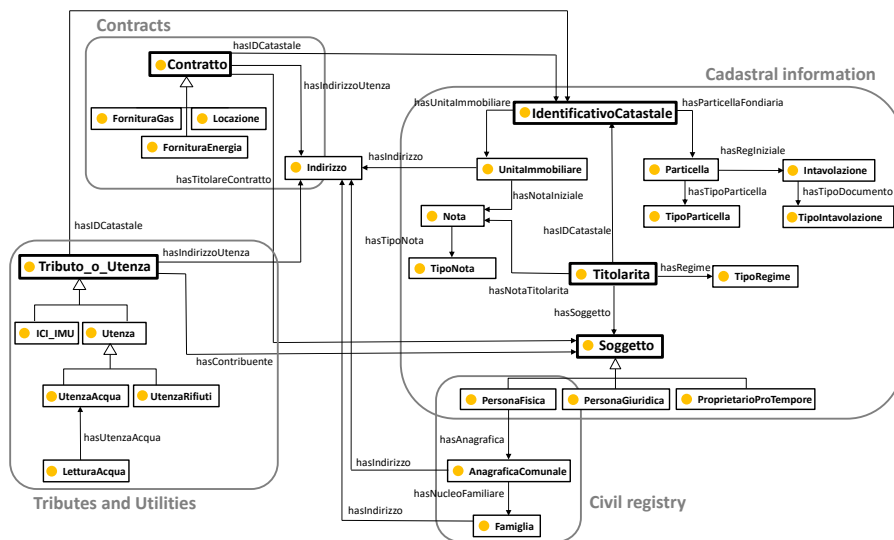 Contracts
hasIDCatastale
Contratto
hasIndirizzoUtenza
Cadastral information
hasUnitaImmobiliare
hasParticellaFondiaria
IdentificativoCatastale
FornituraGas
Locazione
FornituraEnergia
hasIndirizzo
Indirizzo
UnitaImmobiliare
Particella
hasRegIniziale
Intavolazione
hasTitolareContratto
hasNotaIniziale
hasTipoParticella
hasTipoDocumento
Nota
TipoParticella
TipoIntavolazione
hasIDCatastale
hasIDCatastale
hasTipoNota
hasIndirizzoUtenza
Tributo_o_Utenza
TipoNota
Titolarita
hasRegime
TipoRegime
hasNotaTitolarita
hasSoggetto
ICI_IMU
Utenza
Soggetto
hasContribuente
UtenzaAcqua
UtenzaRifiuti
PersonaFisica
PersonaGiuridica
ProprietarioProTempore
hasUtenzaAcqua
hasAnagrafica
LetturaAcqua
hasIndirizzo
AnagraficaComunale
hasNucleoFamiliare
Tributes and Utilities
hasIndirizzo
Famiglia
Civil registry